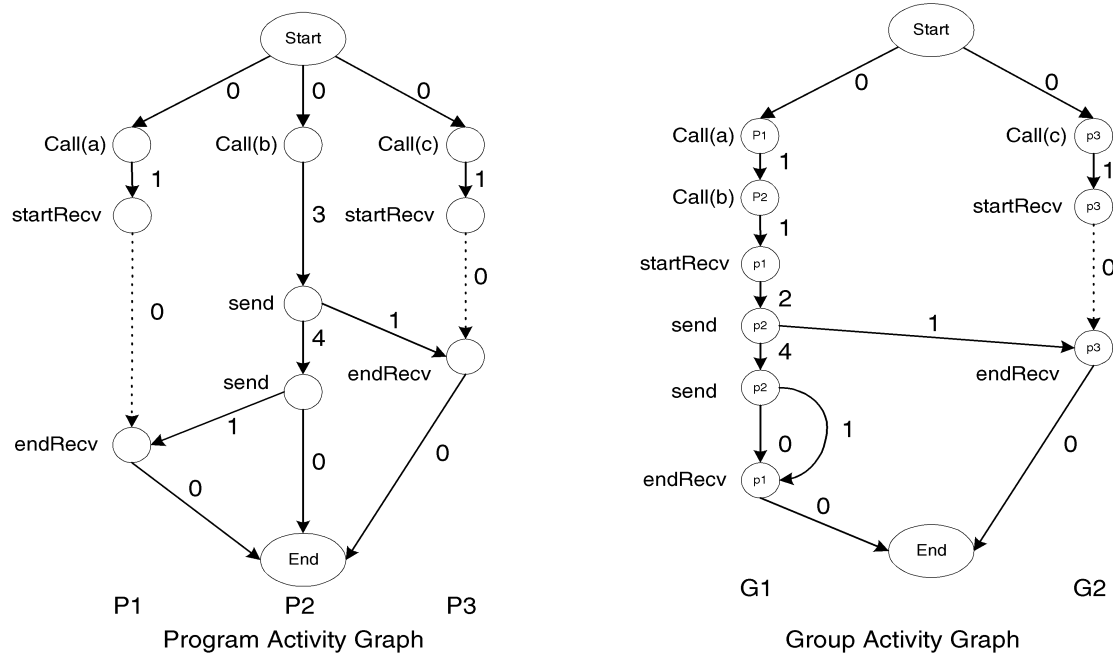 Start
0
0
0
Call(a)
Call(b)
Call(c)
1
1
startRecv
3
startRecv
0
0
send
1
4
endRecv
send
1
endRecv
0
0
0
End
P1
P2
P3
Program Activity Graph
Start
0
0
Call(a)
P1
Call(c)
p3
1
1
Call(b)
P2
startRecv
p3
1
startRecv
p1
0
2
send
p2
1
4
endRecv
p3
send
p2
0
1
0
endRecv
p1
0
End
G1
G2
Group Activity Graph